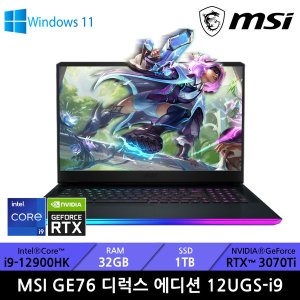 Windows 11
msi
intel CORE i9
NVIDIA GEFORCE RTX
Intel®Core™
i9-12900HK
RAM
32GB
SSD
1TB
NVIDIA®GeForce
RTX™ 3070Ti
MSI GE76 디럭스 에디션 12UGS-i9